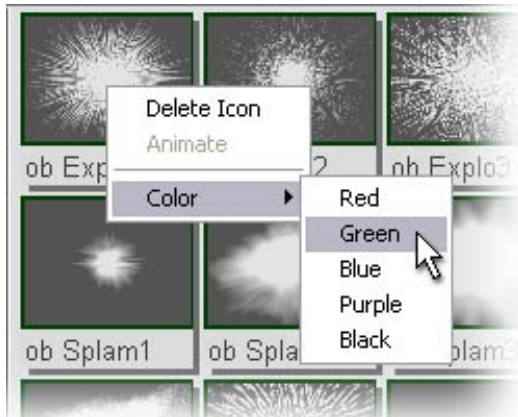 Delete Icon
Animate
ob Exp 2 ob Explo3
Color
Red
Green
Blue
Purple
Black
ob Splam1 ob Spla plam3